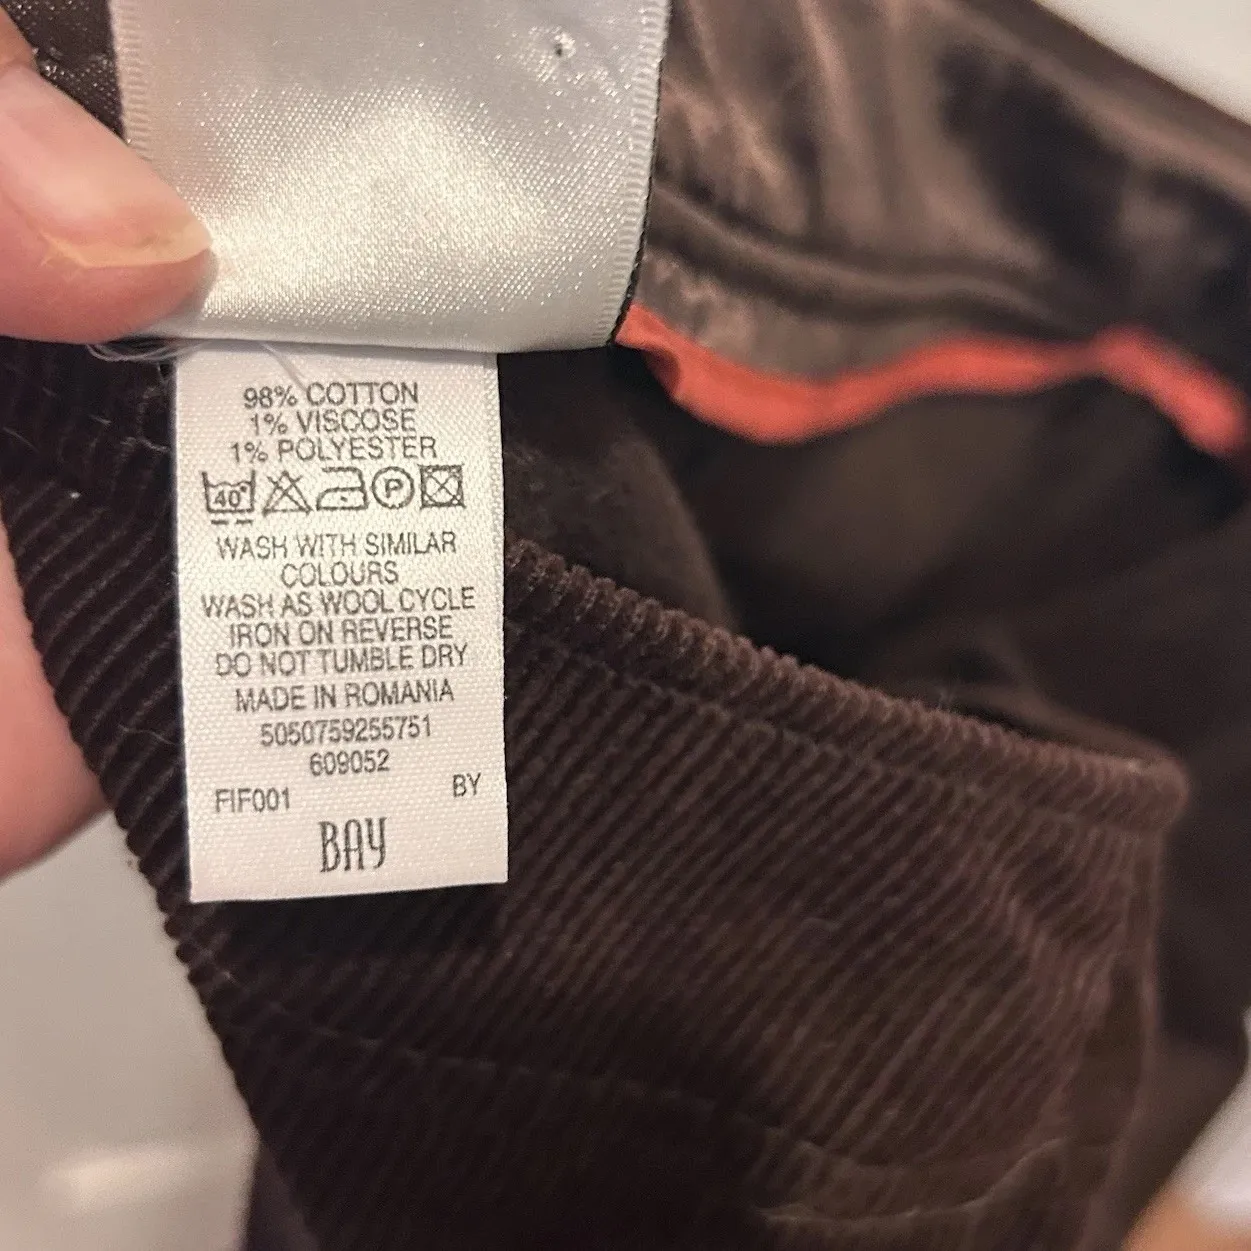 98% COTTON
1% VISCOSE
1% POLYESTER
40° P
WASH WITH SIMILAR
COLOURS
WASH AS WOOL CYCLE
IRON ON REVERSE
DO NOT TUMBLE DRY
MADE IN ROMANIA
5050759255751
609052
FIF001 BY
BAY